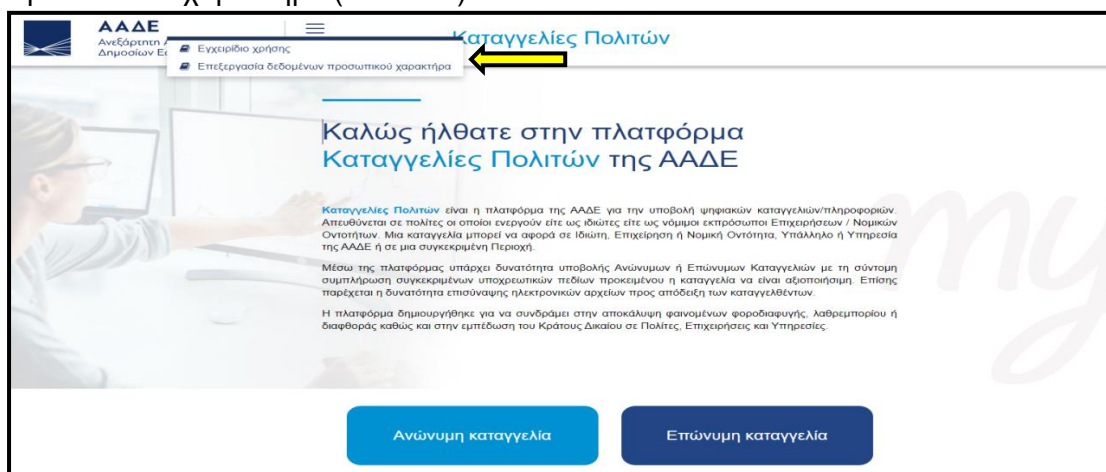 ΑΑΔΕ
Ανεξάρτητη
Δημοσίων
Καταγγελίες Πολιτών
Εγχειρίδιο χρήσης
Επεξεργασία δεδομένων προσωπικού χαρακτήρα
Καλώς ήλθατε στην πλατφόρμα
Καταγγελίες Πολιτών της ΑΑΔΕ
Καταγγελίες Πολιτών είναι η πλατφόρμα της ΑΑΔΕ για την υποβολή ψηφιακών καταγγελιών/πληροφοριών.
Απευθύνεται σε πολίτες οι οποίοι ενεργούν είτε ως ιδιώτες είτε ως νόμιμοι εκπρόσωποι Επιχειρήσεων / Νομικών
Οντοτήτων. Μια καταγγελία μπορεί να αφορά σε Ιδιώτη, Επιχείρηση ή Νομική Οντότητα, Υπάλληλο ή Υπηρεσία
της ΑΑΔΕ ή σε μια συγκεκριμένη Περιοχή.
Μέσω της πλατφόρμας υπάρχει δυνατότητα υποβολής Ανώνυμων ή Επώνυμων Καταγγελιών με τη σύντομη
συμπλήρωση συγκεκριμένων υποχρεωτικών πεδίων προκειμένου η καταγγελία να είναι αξιοποιήσιμη. Επίσης
παρέχεται η δυνατότητα επισύναψης ηλεκτρονικών αρχείων προς απόδειξη των καταγγελθέντων.
Η πλατφόρμα δημιουργήθηκε για να συνδράμει στην αποκάλυψη φαινομένων φοροδιαφυγής, λαθρεμπορίου ή
διαφθοράς καθώς και στην εμπέδωση του Κράτους Δικαίου σε Πολίτες, Επιχειρήσεις και Υπηρεσίες.
my
Ανώνυμη καταγγελία
Επώνυμη καταγγελία